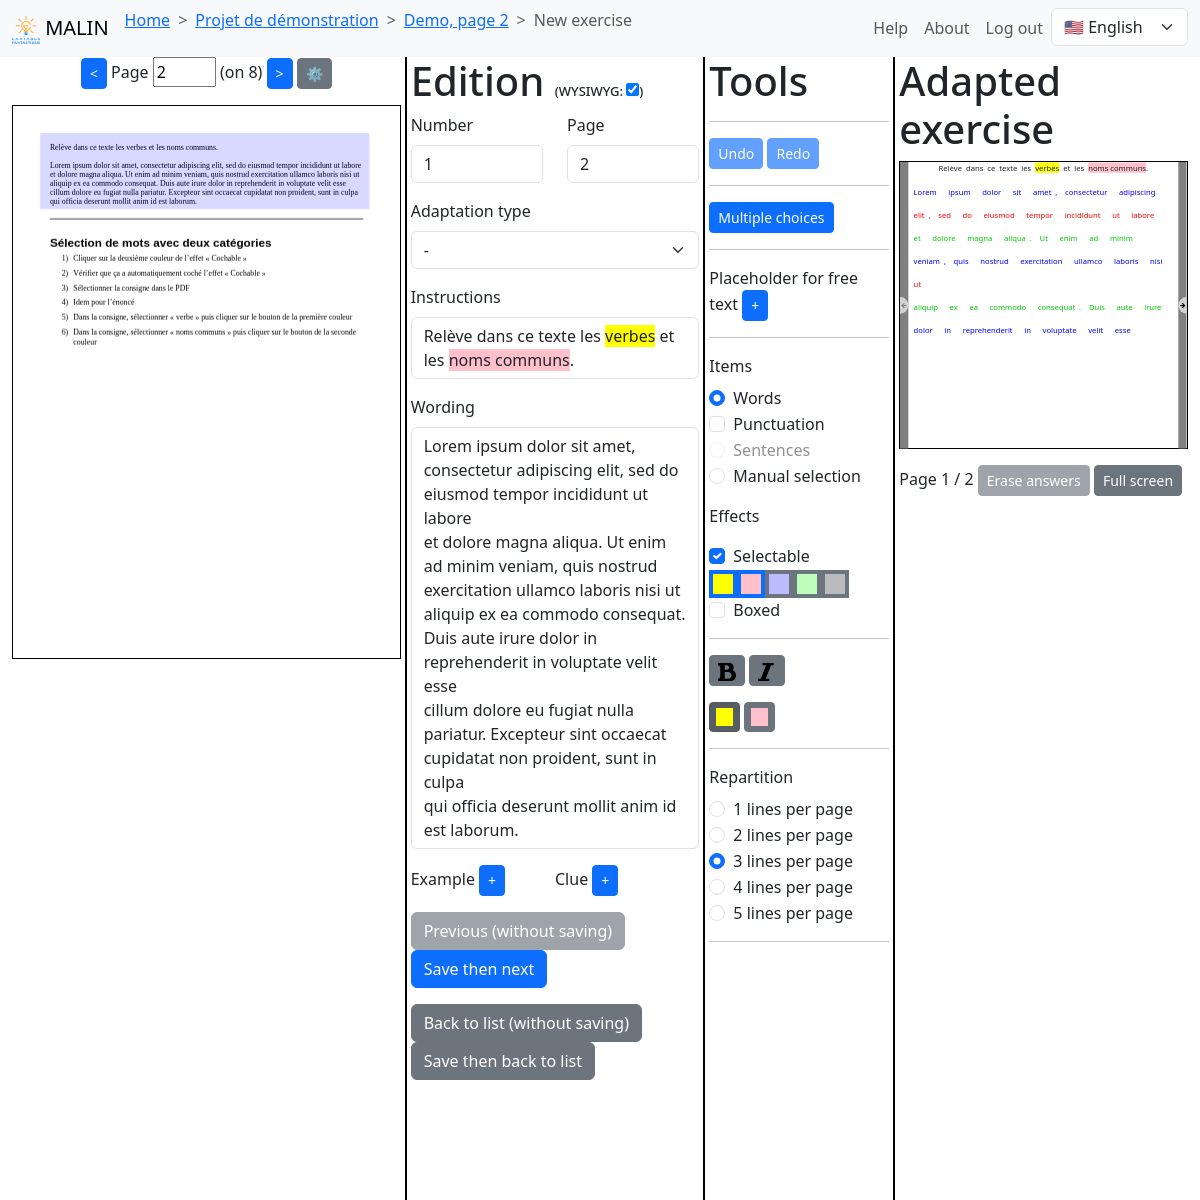 MALIN
Home > Projet de démonstration > Demo, page 2 > New exercise
Help About Log out 🇺🇸 English
< Page 2 (on 8) > ⚙️
Relève dans ce texte les verbes et les noms communs.
Lorem ipsum dolor sit amet, consectetur adipiscing elit, sed do eiusmod tempor incididunt ut labore
et dolore magna aliqua. Ut enim ad minim veniam, quis nostrud exercitation ullamco laboris nisi ut
aliquip ex ea commodo consequat. Duis aute irure dolor in reprehenderit in voluptate velit esse
cillum dolore eu fugiat nulla pariatur. Excepteur sint occaecat cupidatat non proident, sunt in culpa
qui officia deserunt mollit anim id est laborum.
Sélection de mots avec deux catégories
1) Cliquer sur la deuxième couleur de l’effet « Cochable »
2) Vérifier que ça a automatiquement coché l’effet « Cochable »
3) Sélectionner la consigne dans le PDF
4) Idem pour l’énoncé
5) Dans la consigne, sélectionner « verbe » puis cliquer sur le bouton de la première couleur
6) Dans la consigne, sélectionner « noms communs » puis cliquer sur le bouton de la seconde
couleur
Edition (WYSIWYG: )
Number Page
1 2
Adaptation type
-
Instructions
Relève dans ce texte les verbes et
les noms communs.
Wording
Lorem ipsum dolor sit amet,
consectetur adipiscing elit, sed do
eiusmod tempor incididunt ut
labore
et dolore magna aliqua. Ut enim
ad minim veniam, quis nostrud
exercitation ullamco laboris nisi ut
aliquip ex ea commodo consequat.
Duis aute irure dolor in
reprehenderit in voluptate velit
esse
cillum dolore eu fugiat nulla
pariatur. Excepteur sint occaecat
cupidatat non proident, sunt in
culpa
qui officia deserunt mollit anim id
est laborum.
Example + Clue +
Previous (without saving)
Save then next
Back to list (without saving)
Save then back to list
Tools
Undo Redo
Multiple choices
Placeholder for free
text +
Items
Words
Punctuation
Sentences
Manual selection
Effects
Selectable
Boxed
B I
Repartition
1 lines per page
2 lines per page
3 lines per page
4 lines per page
5 lines per page
Adapted
exercise
Relève dans ce texte les verbes et les noms communs.
Lorem ipsum dolor sit amet , consectetur adipiscing
elit , sed do eiusmod tempor incididunt ut labore
et dolore magna aliqua . Ut enim ad minim
veniam , quis nostrud exercitation ullamco laboris nisi
ut
aliquip ex ea commodo consequat . Duis aute irure
dolor in reprehenderit in voluptate velit esse
Page 1 / 2 Erase answers Full screen